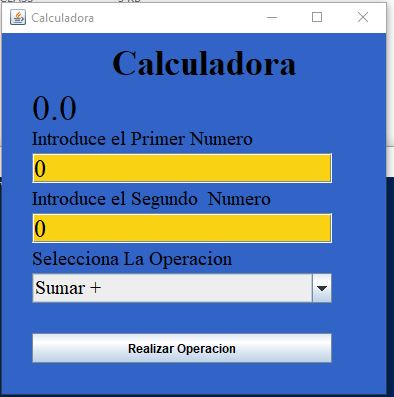 Calculadora
Calculadora
0.0
Introduce el Primer Numero
0
Introduce el Segundo  Numero
0
Selecciona La Operacion
Sumar +
Realizar Operacion